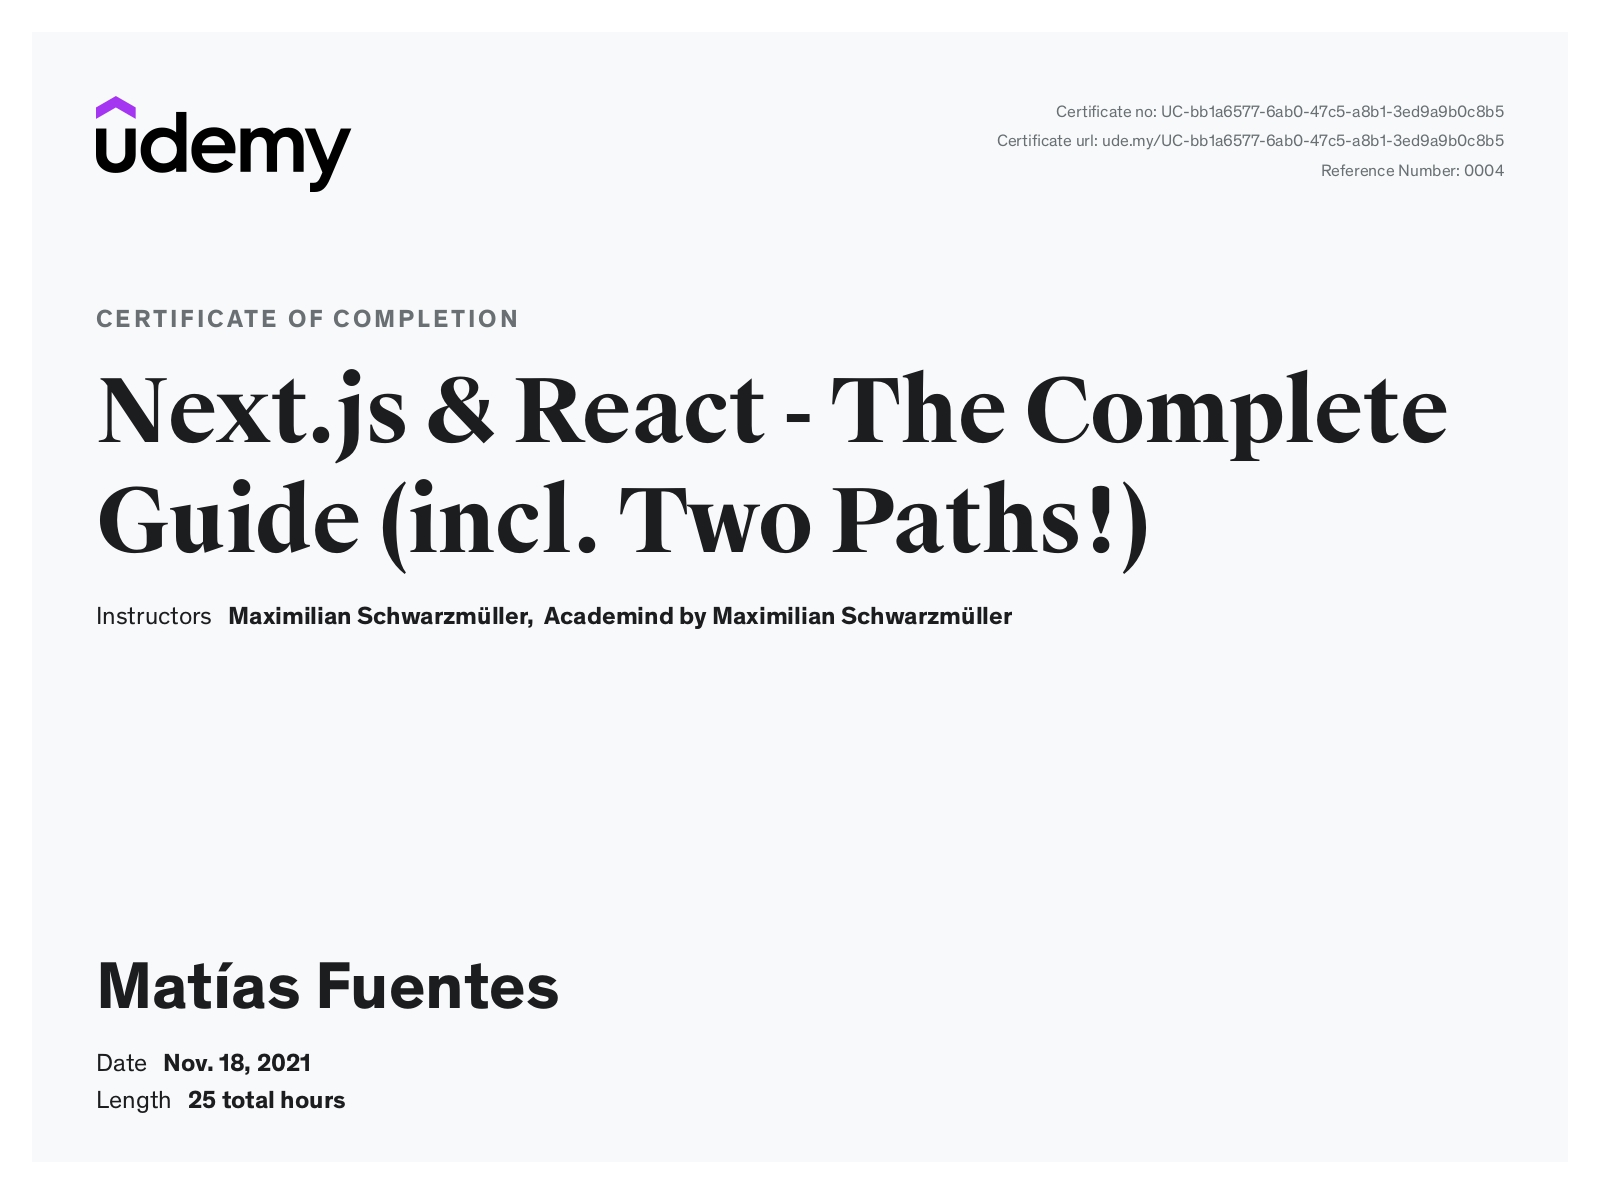 udemy
Certificate no: UC-bb1a6577-6ab0-47c5-a8b1-3ed9a9b0c8b5
Certificate url: ude.my/UC-bb1a6577-6ab0-47c5-a8b1-3ed9a9b0c8b5
Reference Number: 0004
CERTIFICATE OF COMPLETION
Next.js & React - The Complete
Guide (incl. Two Paths!)
Instructors Maximilian Schwarzmüller, Academind by Maximilian Schwarzmüller
Matías Fuentes
Date Nov. 18, 2021
Length 25 total hours